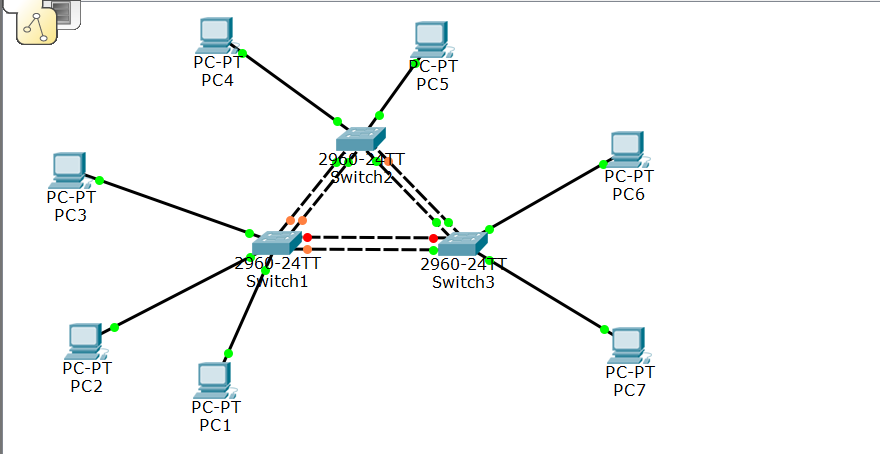 PC-PT
PC4
PC-PT
PC5
2960-24TT
Switch2
PC-PT
PC3
PC-PT
PC6
2960-24TT
Switch1
2960-24TT
Switch3
PC-PT
PC2
PC-PT
PC7
PC-PT
PC1